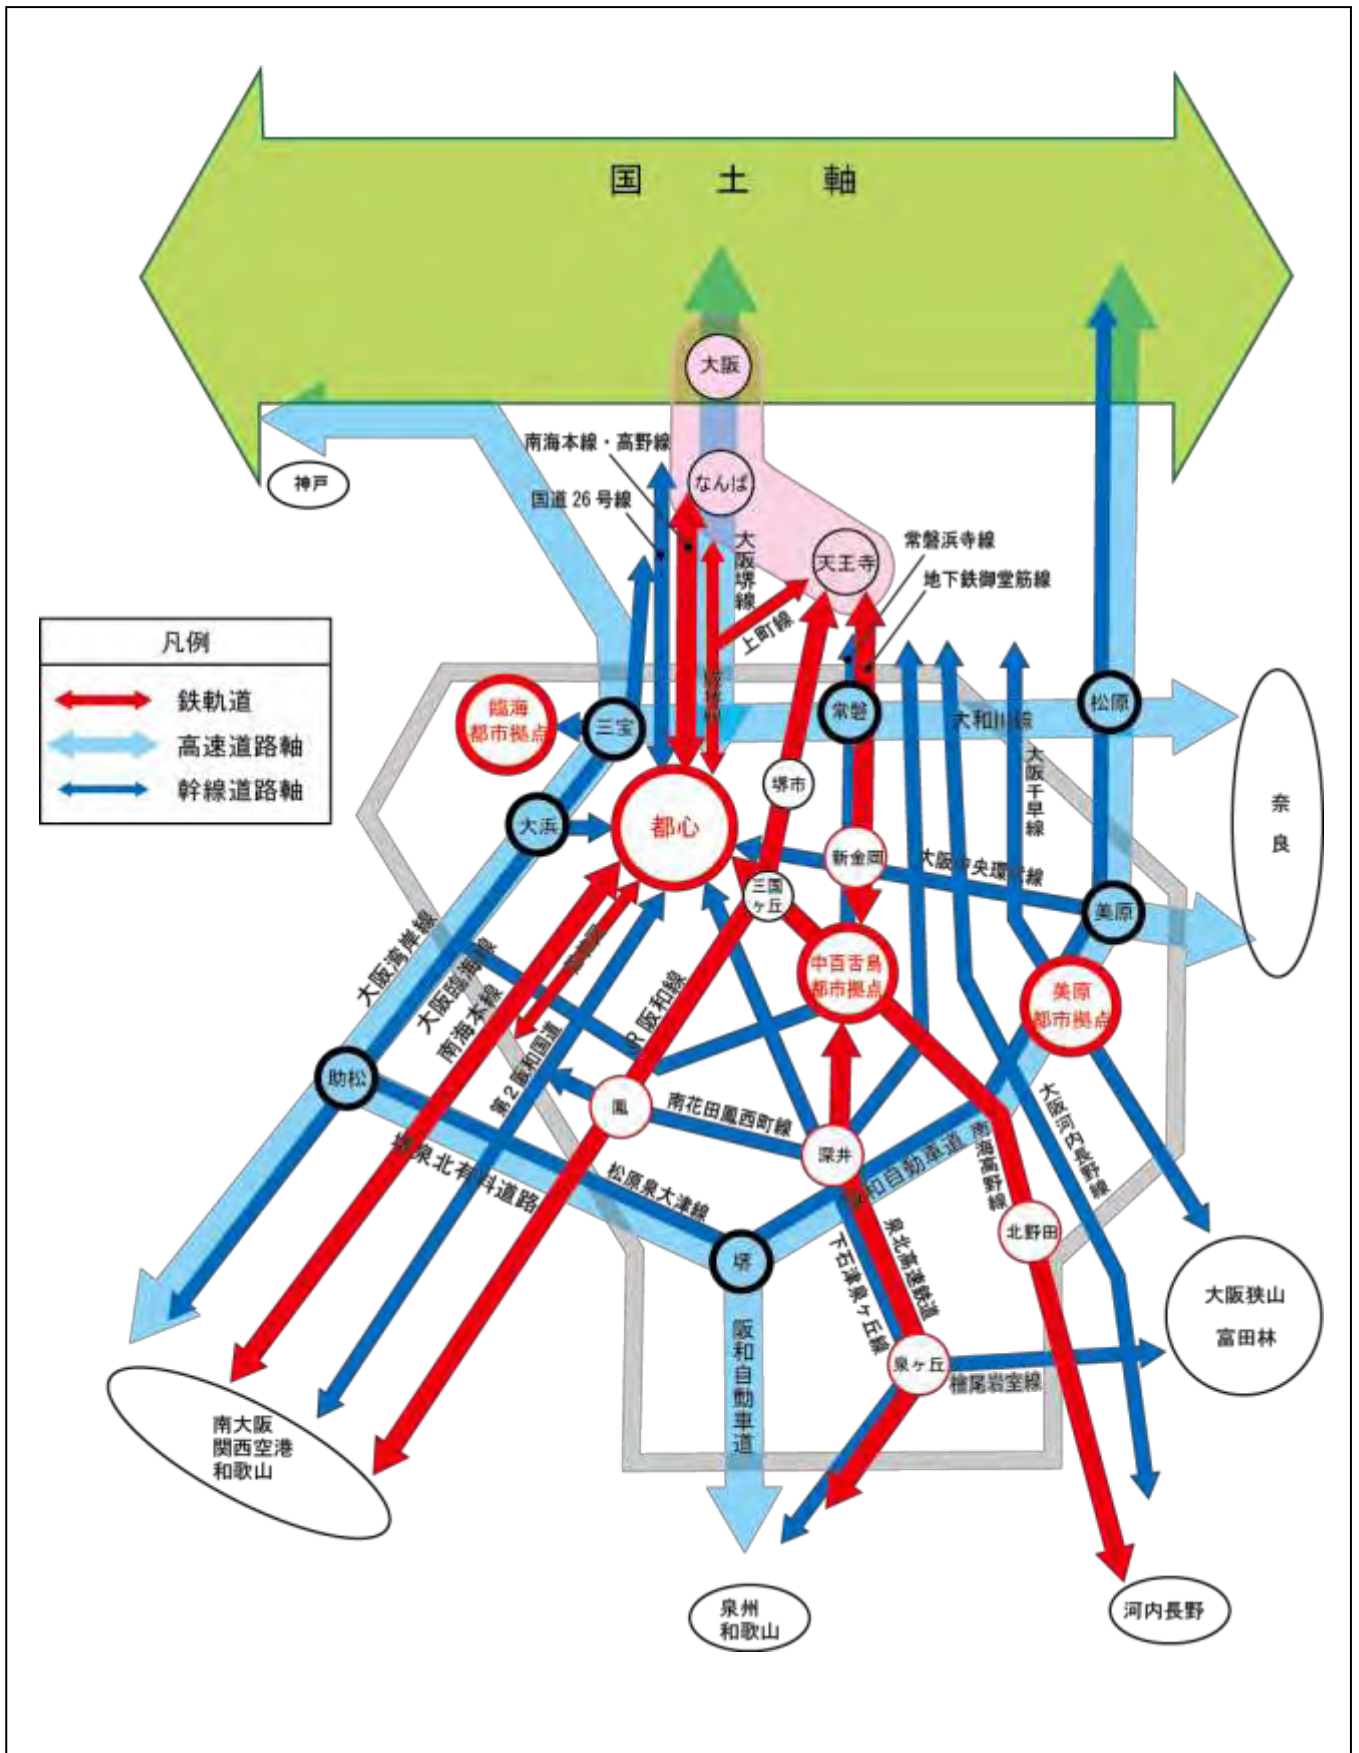 国土軸
大阪
南海本線・高野線
神戸
なんば
国道26号線
大阪堺線
天王寺
常磐浜寺線
地下鉄御堂筋線
上町線
凡例
鉄軌道
高速道路軸
幹線道路軸
臨海
都市拠点
三宝
常磐
大和川線
松原
大阪千早線
堺市
大浜
都心
新金岡
大阪中央環状線
奈良
三国
ヶ丘
美原
中百舌鳥
都市拠点
美原
都市拠点
大阪湾岸線
大阪臨海線
南海本線
JR阪和線
第2阪和国道
助松
鳳
南花田鳳西町線
深井
大阪河内長野線
南海高野線
阪和自動車道
堺泉北有料道路
松原泉大津線
北野田
堺
泉北高速鉄道
下石津泉ヶ丘線
大阪狭山
富田林
阪和自動車道
泉ヶ丘
檜尾岩室線
南大阪
関西空港
和歌山
泉州
和歌山
河内長野